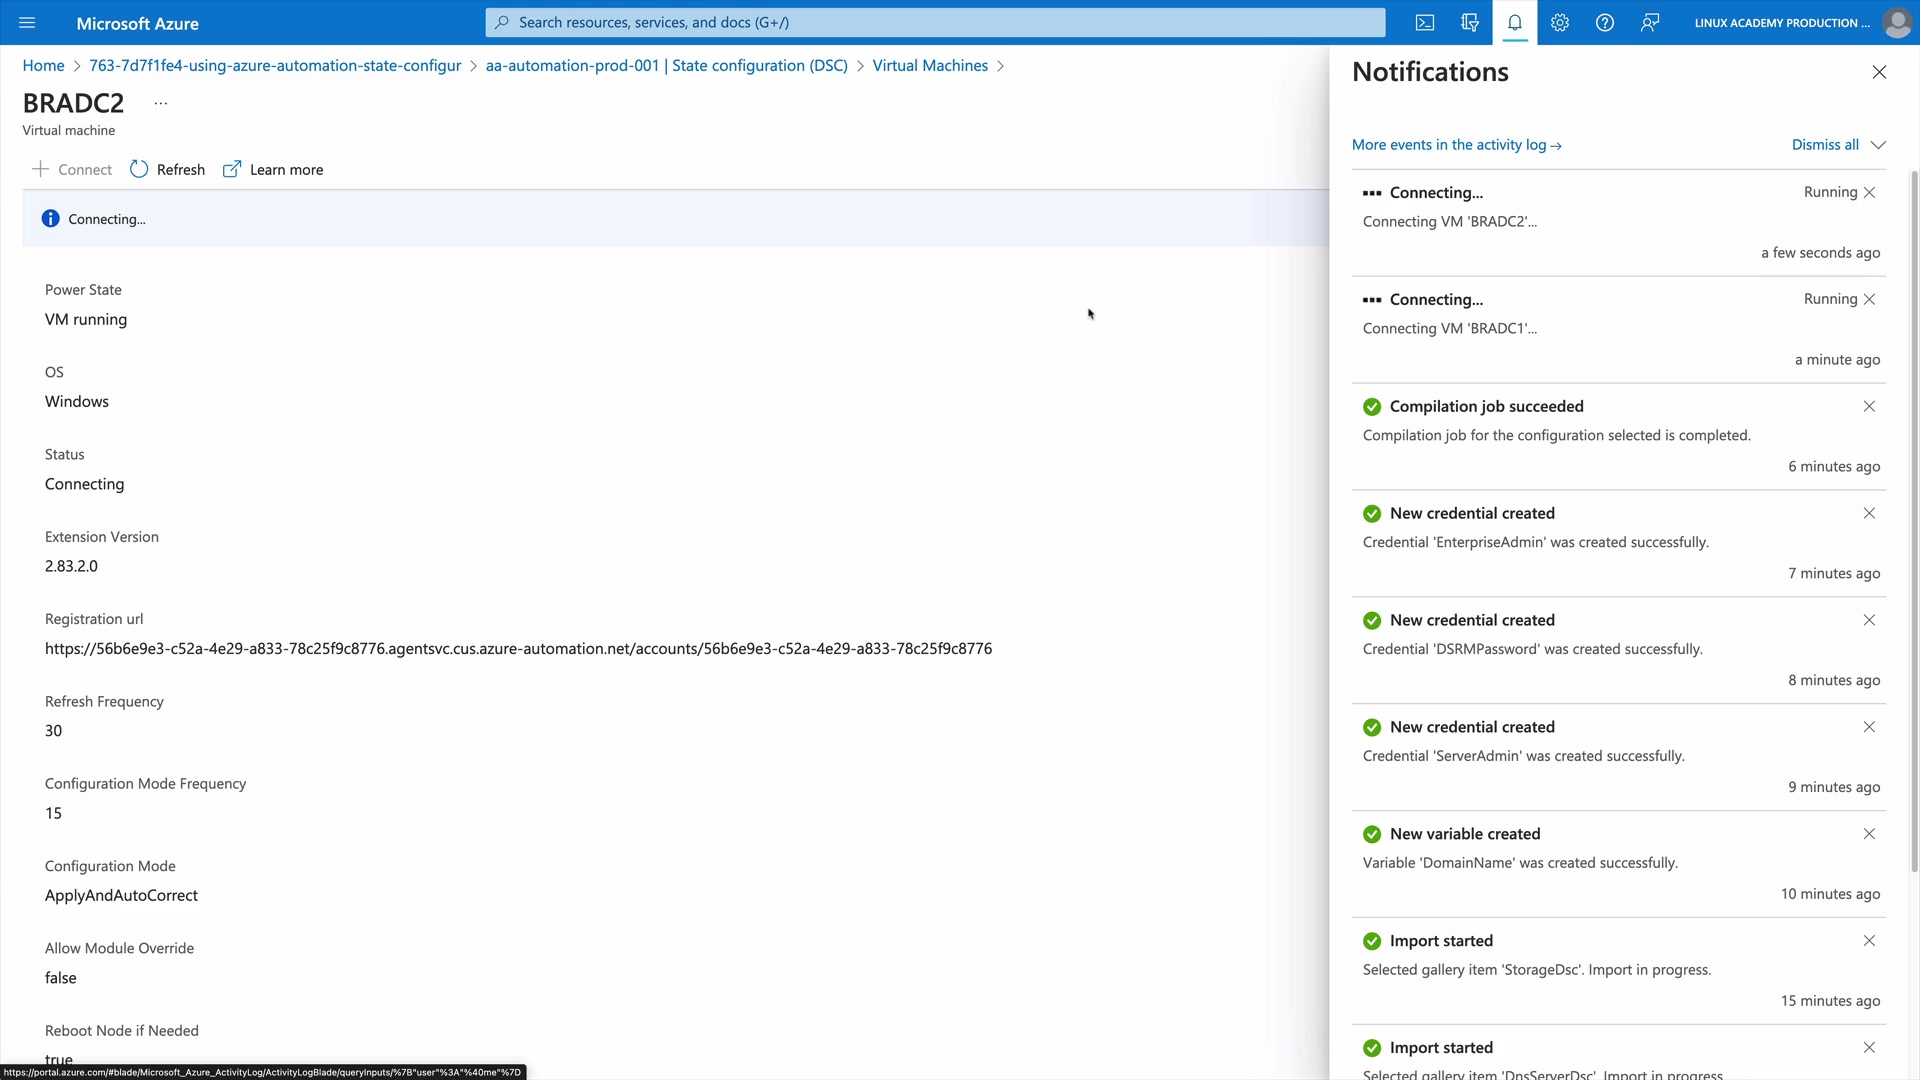 Microsoft Azure
Search resources, services, and docs (G+/)
LINUX ACADEMY PRODUCTION ...
Home > 763-7d7f1fe4-using-azure-automation-state-configur > aa-automation-prod-001 | State configuration (DSC) > Virtual Machines >
BRADC2 ...
Virtual machine
Connect Refresh Learn more
Connecting...
Power State
VM running
OS
Windows
Status
Connecting
Extension Version
2.83.2.0
Registration url
https://56b6e9e3-c52a-4e29-a833-78c25f9c8776.agentsvc.cus.azure-automation.net/accounts/56b6e9e3-c52a-4e29-a833-78c25f9c8776
Refresh Frequency
30
Configuration Mode Frequency
15
Configuration Mode
ApplyAndAutoCorrect
Allow Module Override
false
Reboot Node if Needed
true
https://portal.azure.com/#blade/Microsoft_Azure_ActivityLog/ActivityLogBlade/queryInputs/%7B"user"%3A"%40me"%7D
Notifications
More events in the activity log →
Dismiss all
Connecting... Running
Connecting VM 'BRADC2'...
a few seconds ago
Connecting... Running
Connecting VM 'BRADC1'...
a minute ago
Compilation job succeeded
Compilation job for the configuration selected is completed.
6 minutes ago
New credential created
Credential 'EnterpriseAdmin' was created successfully.
7 minutes ago
New credential created
Credential 'DSRMPassword' was created successfully.
8 minutes ago
New credential created
Credential 'ServerAdmin' was created successfully.
9 minutes ago
New variable created
Variable 'DomainName' was created successfully.
10 minutes ago
Import started
Selected gallery item 'StorageDsc'. Import in progress.
15 minutes ago
Import started
Selected gallery item 'DnsServerDsc'. Import in progress.